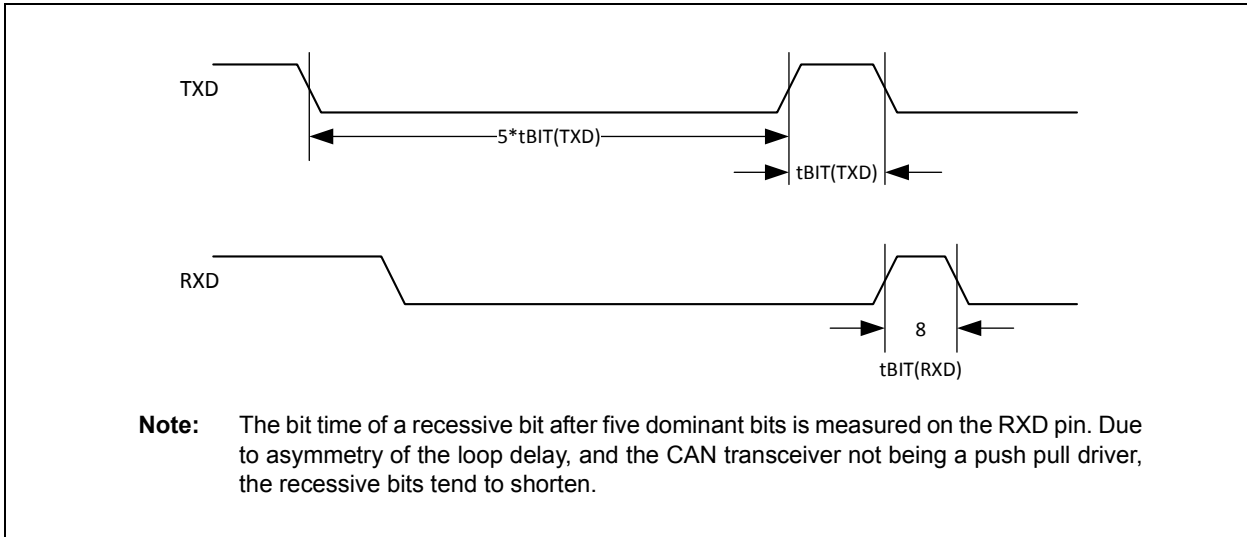 TXD
5*tBIT(TXD)
tBIT(TXD)
RXD
8
tBIT(RXD)
Note: The bit time of a recessive bit after five dominant bits is measured on the RXD pin. Due
to asymmetry of the loop delay, and the CAN transceiver not being a push pull driver,
the recessive bits tend to shorten.